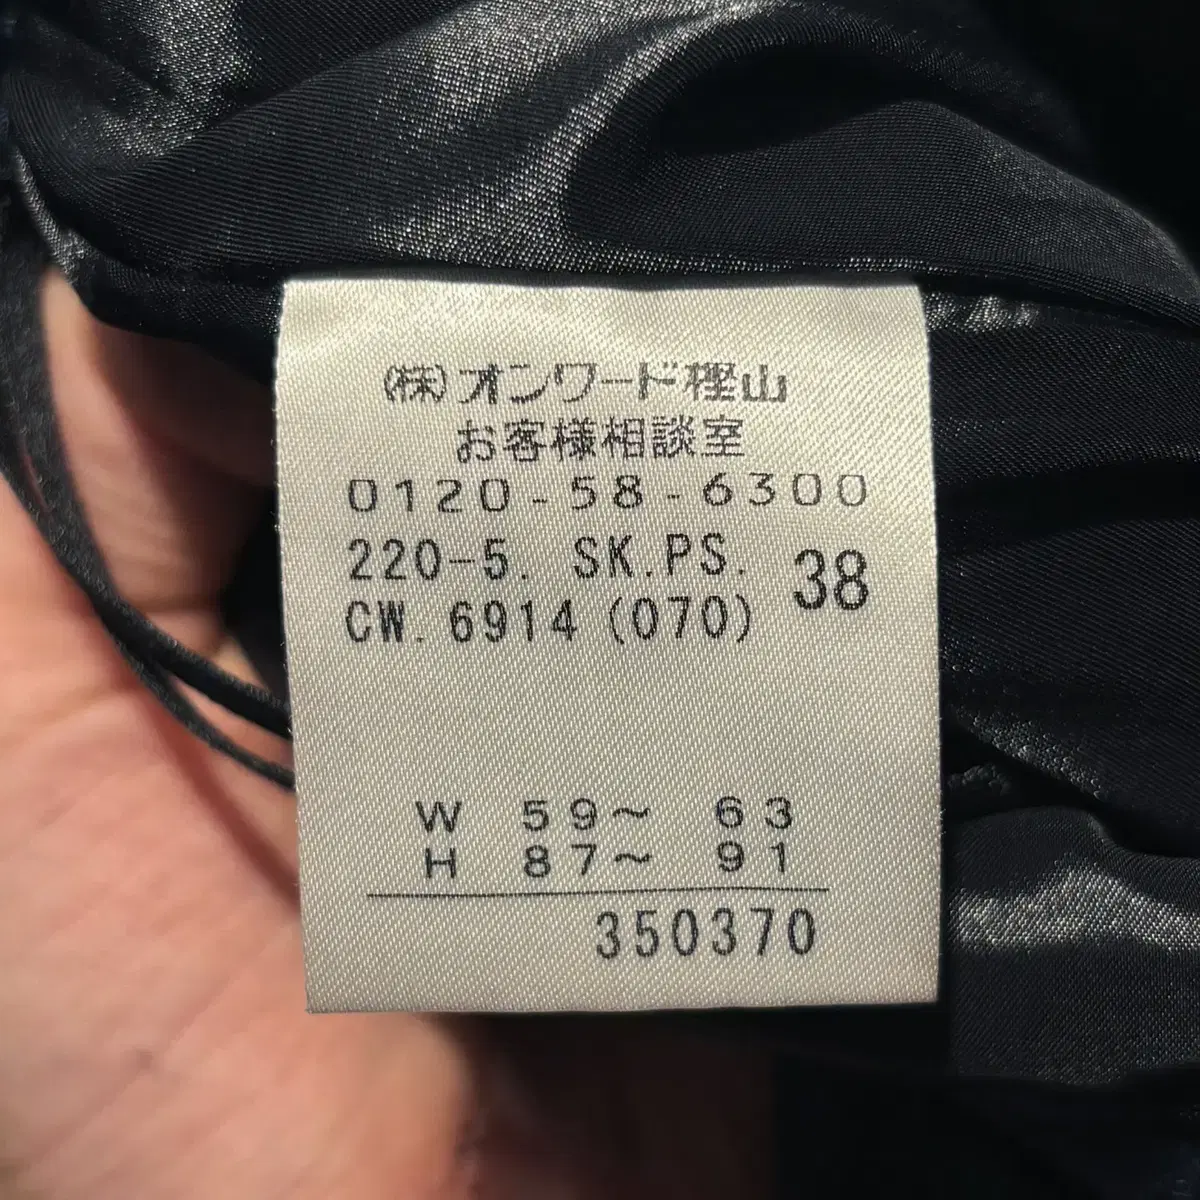 (株)オンワード樫山
お客様相談室
0120-58-6300
220-5. SK.PS. 38
CW. 6914 (070)
W 59～ 63
H 87～ 91
350370